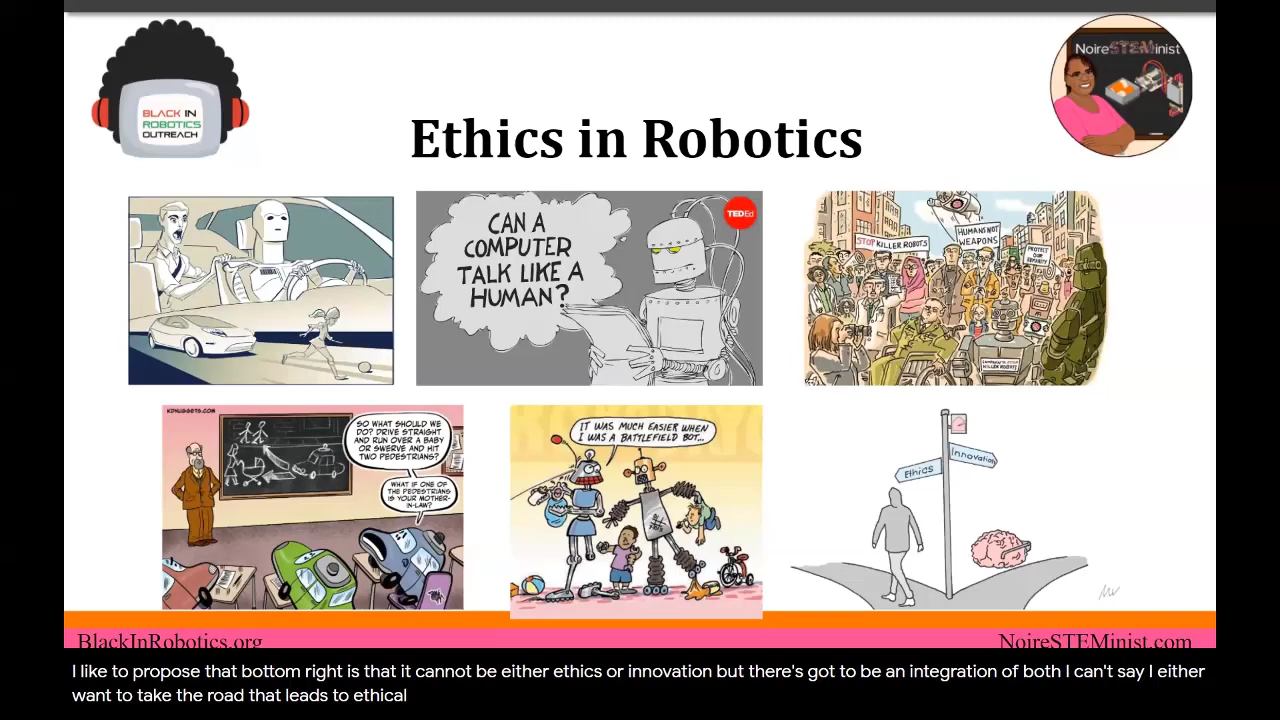 BLACK IN
ROBOTICS
OUTREACH
NoireSTEMinist
Ethics in Robotics
CAN A
COMPUTER
TALK LIKE A
HUMAN?
TED Ed
STOP KILLER ROBOTS
HUMANS NOT
WEAPONS
PROTECT
OUR
HUMANITY
KILLER ROBOTS
KDNUGGETS.COM
SO WHAT SHOULD WE
DO? DRIVE STRAIGHT
AND RUN OVER A BABY
OR SWERVE AND HIT
TWO PEDESTRIANS?
WHAT IF ONE OF
THE PEDESTRIANS
IS YOUR MOTHER-
IN-LAW?
IT WAS MUCH EASIER WHEN
I WAS A BATTLEFIELD BOT...
Ethics
Innovation
BlackInRobotics.org
NoireSTEMinist.com
I like to propose that bottom right is that it cannot be either ethics or innovation but there's got to be an integration of both I can't say I either
want to take the road that leads to ethical